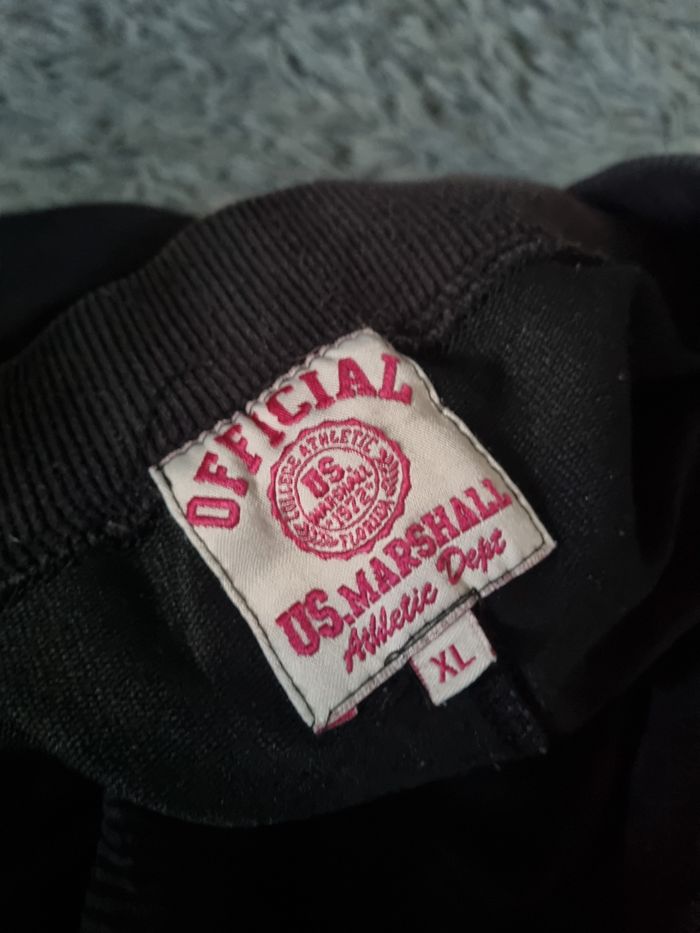 OFFICIAL
COLLEGE ATHLETIC
US.
MARSHALL
1972
FLORIDA
US.MARSHALL
Athletic Dept
XL